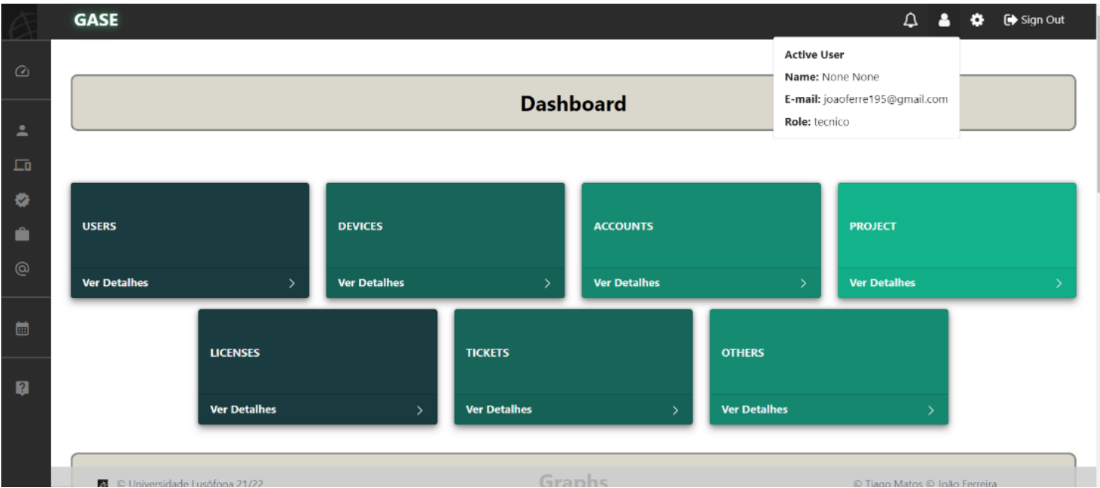 GASE
Sign Out
Active User
Name: None None
E-mail: joaoferre195@gmail.com
Role: tecnico
Dashboard
USERS
Ver Detalhes
DEVICES
Ver Detalhes
ACCOUNTS
Ver Detalhes
PROJECT
Ver Detalhes
LICENSES
Ver Detalhes
TICKETS
Ver Detalhes
OTHERS
Ver Detalhes
Graphs
© Universidade Lusófona 21/22
© Tiago Matos © João Ferreira